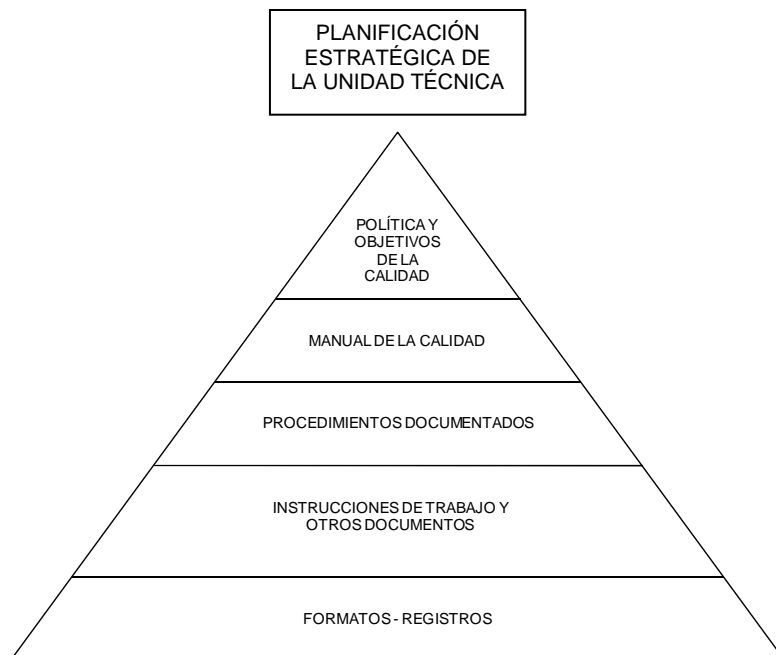 PLANIFICACIÓN
ESTRATÉGICA DE
LA UNIDAD TÉCNICA
POLÍTICA Y
OBJETIVOS
DE LA
CALIDAD
MANUAL DE LA CALIDAD
PROCEDIMIENTOS DOCUMENTADOS
INSTRUCCIONES DE TRABAJO Y
OTROS DOCUMENTOS
FORMATOS - REGISTROS